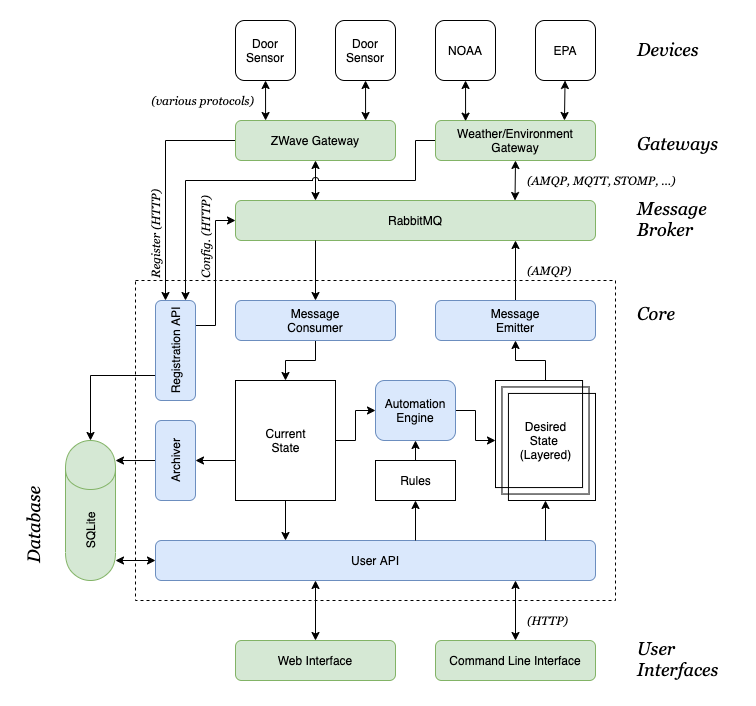 Door
Sensor
Door
Sensor
NOAA
EPA
Devices
(various protocols)
ZWave Gateway
Weather/Environment
Gateway
Gateways
(AMQP, MQTT, STOMP, ...)
Register (HTTP)
Config. (HTTP)
RabbitMQ
Message
Broker
(AMQP)
Registration API
Message
Consumer
Message
Emitter
Core
Current
State
Automation
Engine
Desired
State
(Layered)
Archiver
Rules
Database
SQLite
User API
(HTTP)
Web Interface
Command Line Interface
User
Interfaces